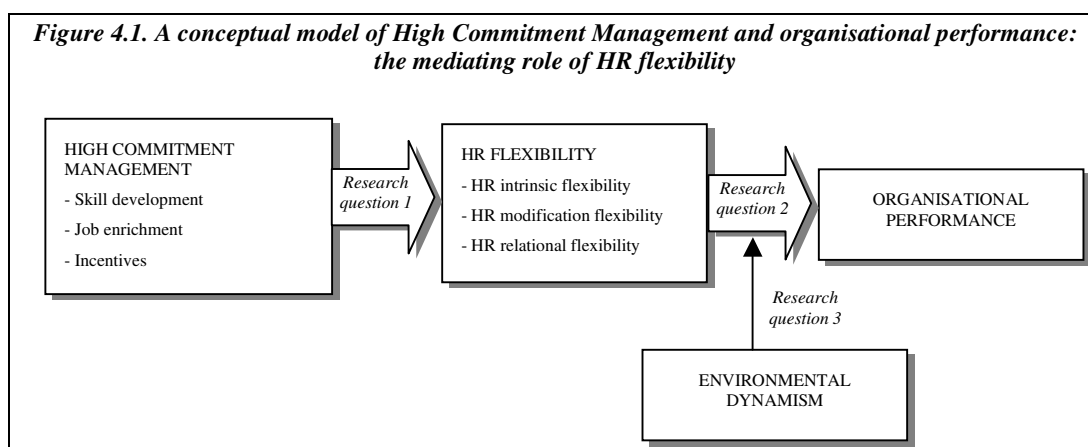 Figure 4.1. A conceptual model of High Commitment Management and organisational performance:
the mediating role of HR flexibility
HIGH COMMITMENT
MANAGEMENT
- Skill development
- Job enrichment
- Incentives
Research
question 1
HR FLEXIBILITY
- HR intrinsic flexibility
- HR modification flexibility
- HR relational flexibility
Research
question 2
ORGANISATIONAL
PERFORMANCE
Research
question 3
ENVIRONMENTAL
DYNAMISM